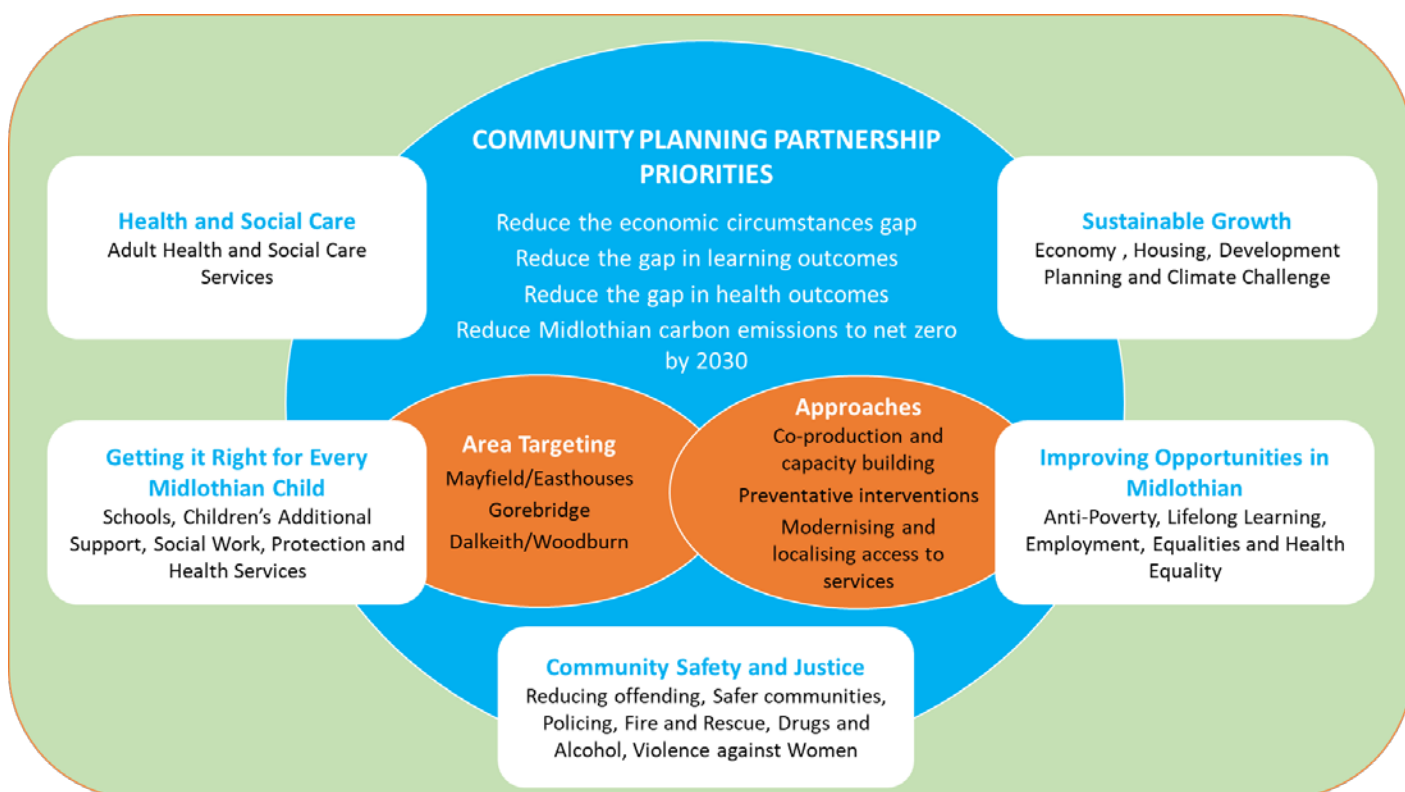 COMMUNITY PLANNING PARTNERSHIP
PRIORITIES
Reduce the economic circumstances gap
Reduce the gap in learning outcomes
Reduce the gap in health outcomes
Reduce Midlothian carbon emissions to net zero
by 2030
Health and Social Care
Adult Health and Social Care
Services
Sustainable Growth
Economy , Housing, Development
Planning and Climate Challenge
Getting it Right for Every
Midlothian Child
Schools, Children’s Additional
Support, Social Work, Protection and
Health Services
Area Targeting
Mayfield/Easthouses
Gorebridge
Dalkeith/Woodburn
Approaches
Co-production and
capacity building
Preventative interventions
Modernising and
localising access to
services
Improving Opportunities in
Midlothian
Anti-Poverty, Lifelong Learning,
Employment, Equalities and Health
Equality
Community Safety and Justice
Reducing offending, Safer communities,
Policing, Fire and Rescue, Drugs and
Alcohol, Violence against Women